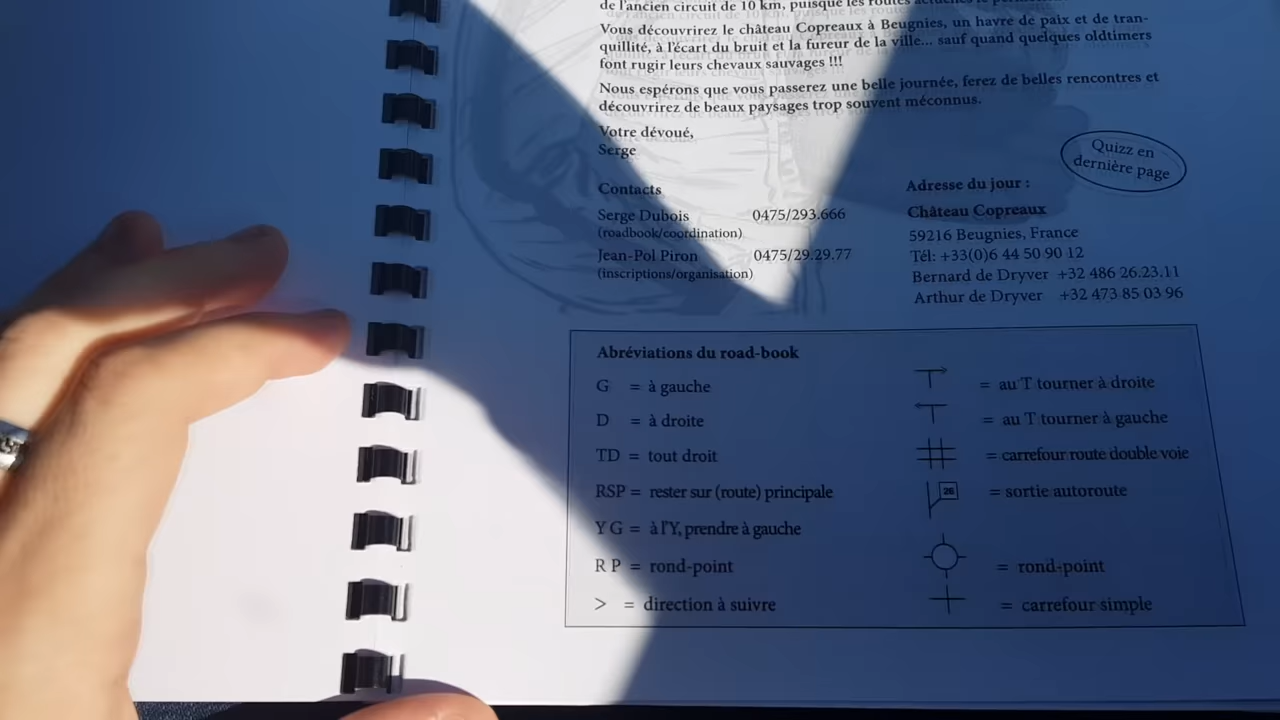 de l'ancien circuit de 10 km, puisque les routes actuelles le
Vous découvrirez le château Copreaux à Beugnies, un havre de paix et de tran-
quillité, à l'écart du bruit et la fureur de la ville... sauf quand quelques oldtimers
font rugir leurs chevaux sauvages !!!
Nous espérons que vous passerez une belle journée, ferez de belles rencontres et
découvrirez de beaux paysages trop souvent méconnus.
Votre dévoué,
Serge
Quizz en
dernière page
Contacts
Serge Dubois 0475/293.666
(roadbook/coordination)
Jean-Pol Piron 0475/29.29.77
(inscriptions/organisation)
Adresse du jour :
Château Copreaux
59216 Beugnies, France
Tél: +33(0)6 44 50 90 12
Bernard de Dryver +32 486 26.23.11
Arthur de Dryver +32 473 85 03 96
Abréviations du road-book
G = à gauche
D = à droite
TD = tout droit
RSP = rester sur (route) principale
Y G = à l'Y, prendre à gauche
R P = rond-point
> = direction à suivre
= au T tourner à droite
= au T tourner à gauche
= carrefour route double voie
26 = sortie autoroute
= rond-point
= carrefour simple